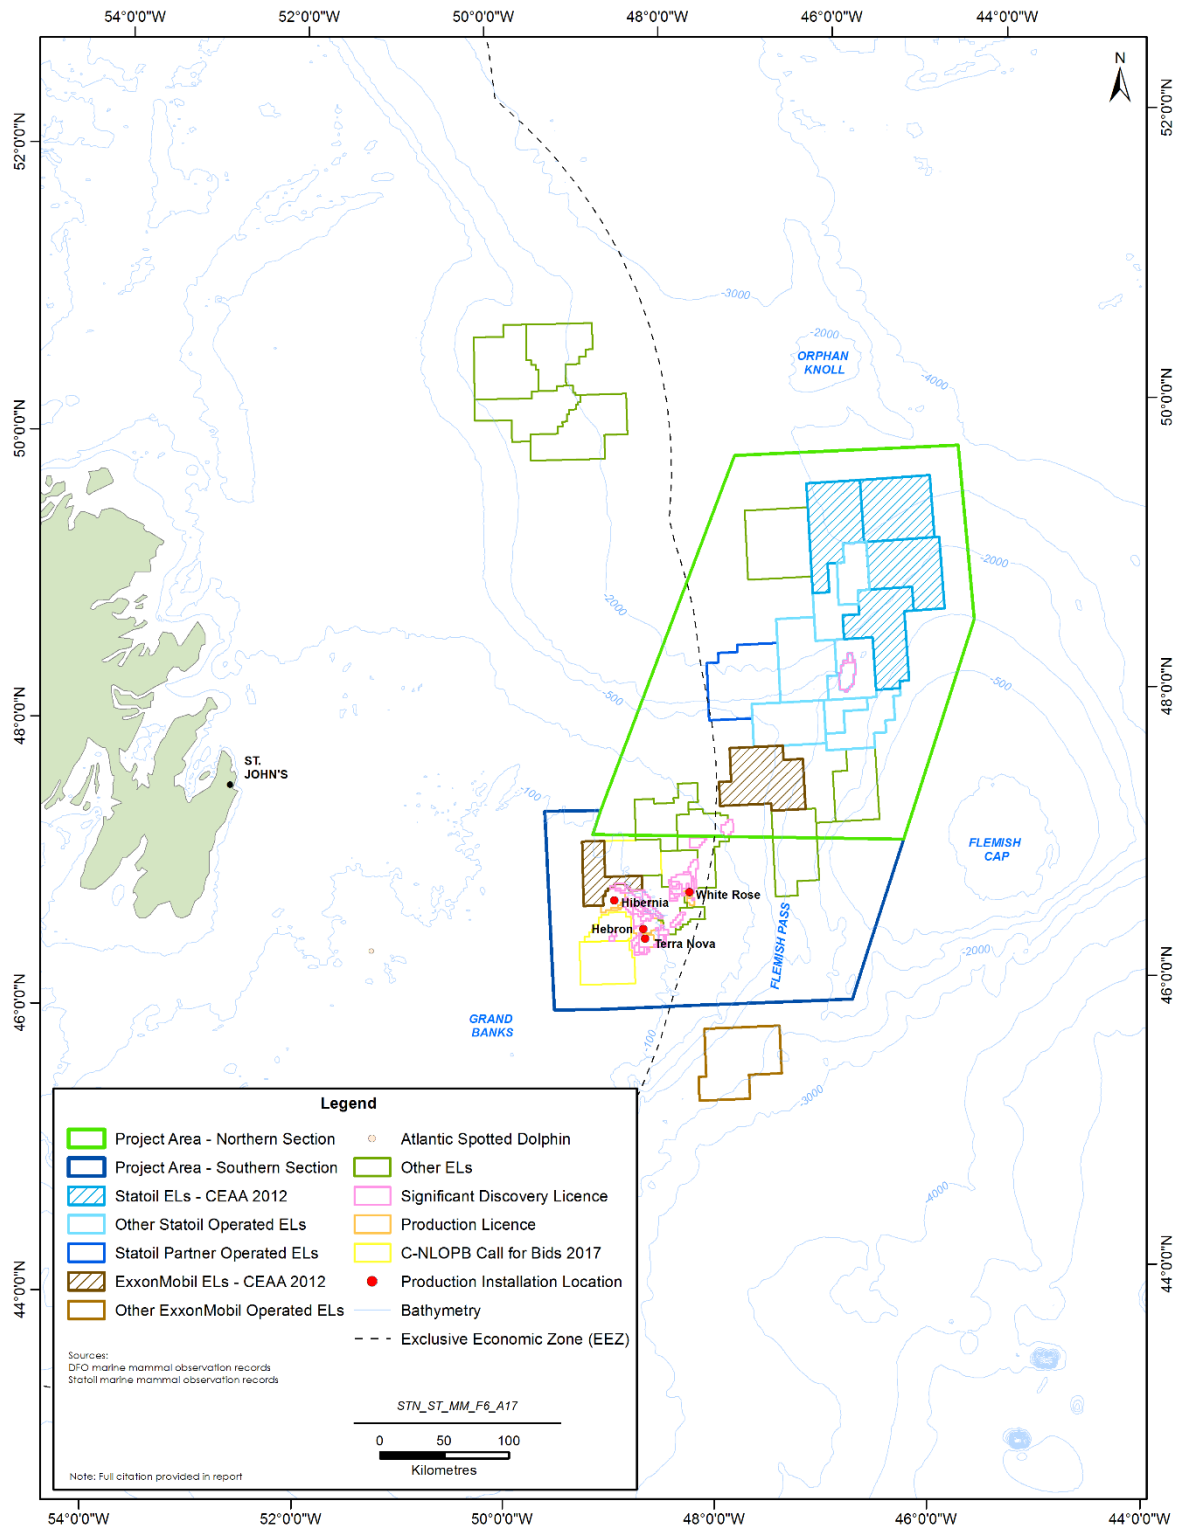 54°0'0"W 52°0'0"W 50°0'0"W 48°0'0"W 46°0'0"W 44°0'0"W
N
52°0'0"N
52°0'0"N
-3000
-2000
ORPHAN
KNOLL
-4000
50°0'0"N
50°0'0"N
-2000
-2000
-500
-500
48°0'0"N
48°0'0"N
ST.
JOHN'S
-100
FLEMISH
CAP
White Rose
Hibernia
Hebron
Terra Nova
FLEMISH PASS
-2000
46°0'0"N
46°0'0"N
GRAND
BANKS
-100
-3000
-4000
44°0'0"N
44°0'0"N
Legend
Project Area - Northern Section
Project Area - Southern Section
Statoil ELs - CEAA 2012
Other Statoil Operated ELs
Statoil Partner Operated ELs
ExxonMobil ELs - CEAA 2012
Other ExxonMobil Operated ELs
Atlantic Spotted Dolphin
Other ELs
Significant Discovery Licence
Production Licence
C-NLOPB Call for Bids 2017
Production Installation Location
Bathymetry
Exclusive Economic Zone (EEZ)
Sources:
DFO marine mammal observation records
Statoil marine mammal observation records
STN_ST_MM_F6_A17
0 50 100
Kilometres
Note: Full citation provided in report
54°0'0"W 52°0'0"W 50°0'0"W 48°0'0"W 46°0'0"W 44°0'0"W